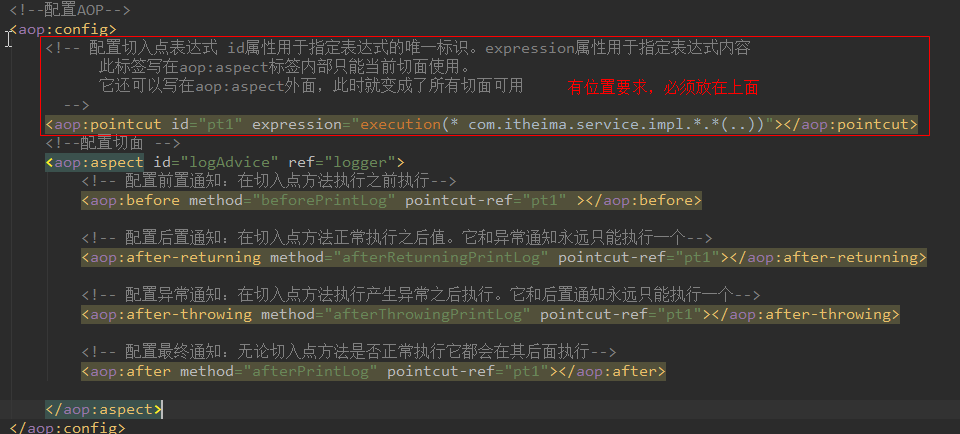 <!--配置AOP-->
<aop:config>
<!-- 配置切入点表达式 id属性用于指定表达式的唯一标识。expression属性用于指定表达式内容
此标签写在aop:aspect标签内部只能当前切面使用。
它还可以写在aop:aspect外面，此时就变成了所有切面可用
有位置要求，必须放在上面
-->
<aop:pointcut id="pt1" expression="execution(* com.itheima.service.impl.*.*(..))"></aop:pointcut>
<!--配置切面 -->
<aop:aspect id="logAdvice" ref="logger">
<!-- 配置前置通知：在切入点方法执行之前执行-->
<aop:before method="beforePrintLog" pointcut-ref="pt1" ></aop:before>
<!-- 配置后置通知：在切入点方法正常执行之后值。它和异常通知永远只能执行一个-->
<aop:after-returning method="afterReturningPrintLog" pointcut-ref="pt1"></aop:after-returning>
<!-- 配置异常通知：在切入点方法执行产生异常之后执行。它和后置通知永远只能执行一个-->
<aop:after-throwing method="afterThrowingPrintLog" pointcut-ref="pt1"></aop:after-throwing>
<!-- 配置最终通知：无论切入点方法是否正常执行它都会在其后面执行-->
<aop:after method="afterPrintLog" pointcut-ref="pt1"></aop:after>
</aop:aspect>
</aop:config>